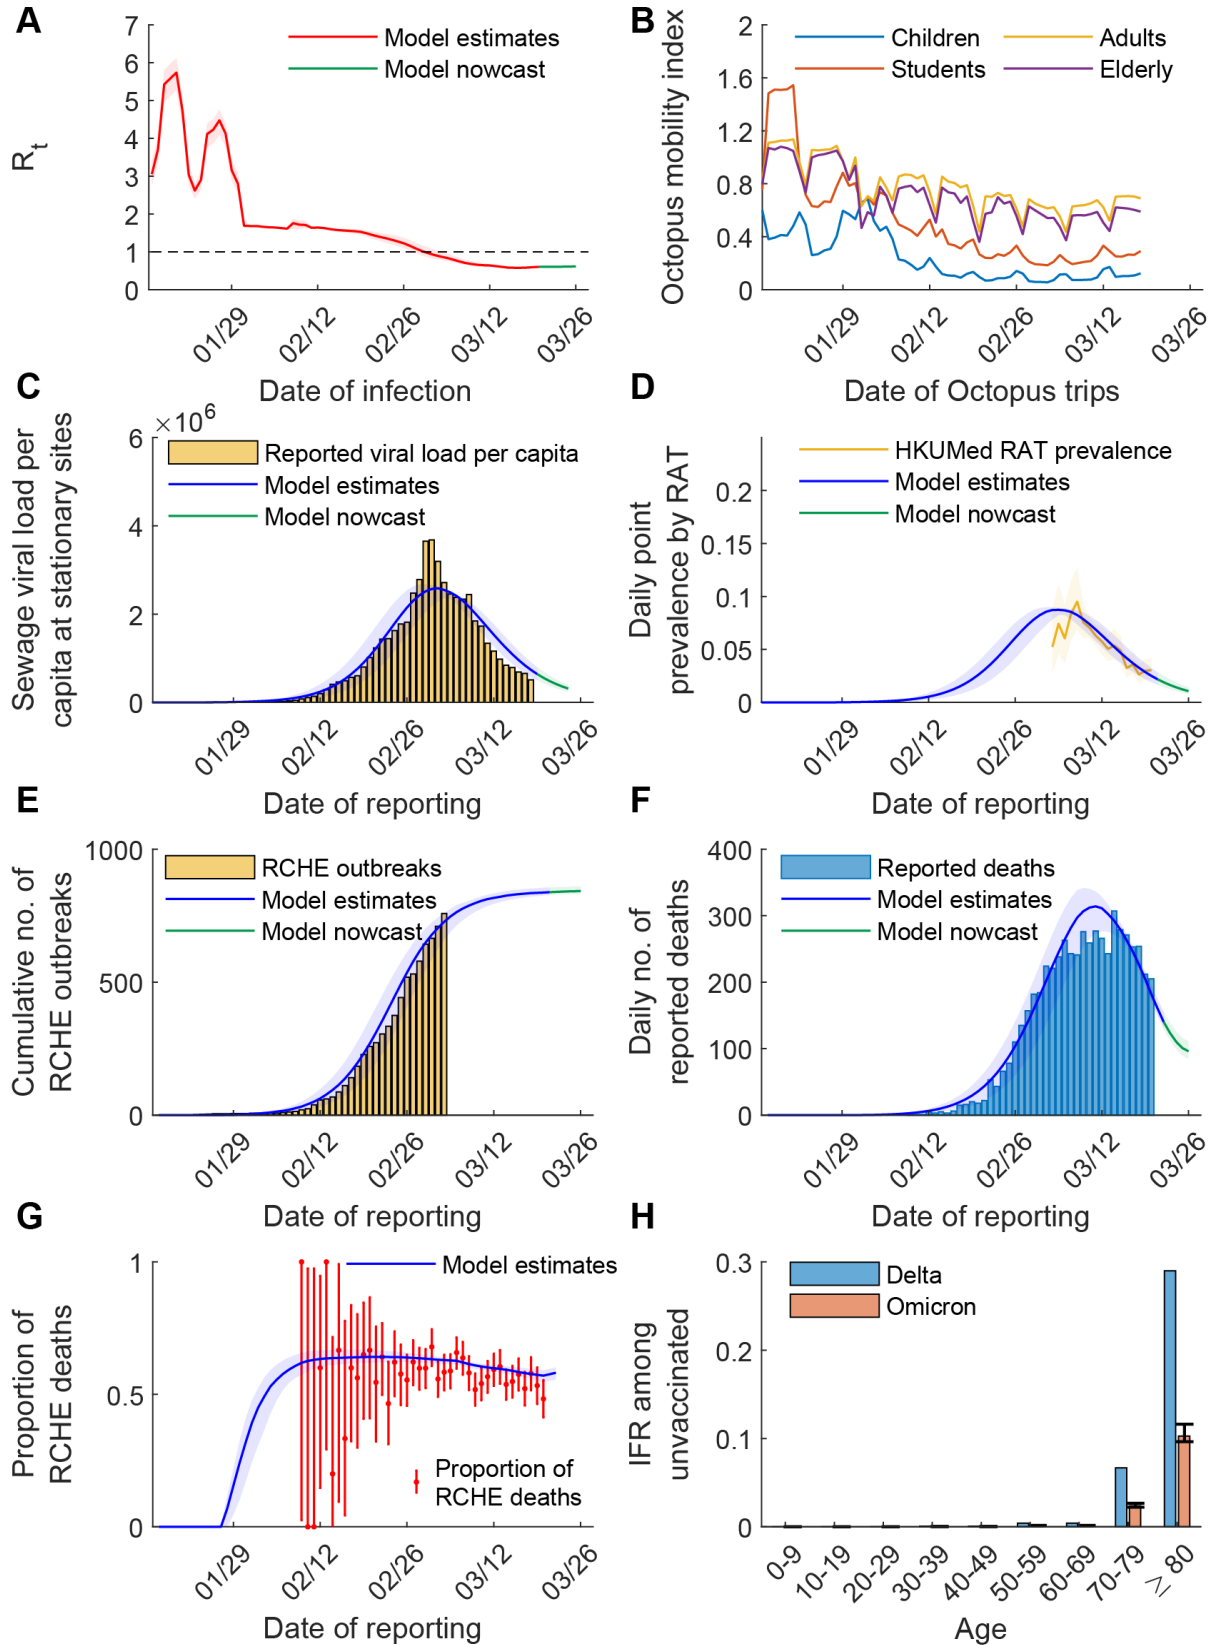 A
7
6
5
4
3
2
1
0
Rt
Model estimates
Model nowcast
01/29
02/12
02/26
03/12
03/26
Date of infection
B
2
1.6
1.2
0.8
0.4
0
Octopus mobility index
Children
Adults
Students
Elderly
01/29
02/12
02/26
03/12
03/26
Date of Octopus trips
C
×10^6
6
4
2
0
Sewage viral load per
capita at stationary sites
Reported viral load per capita
Model estimates
Model nowcast
01/29
02/12
02/26
03/12
03/26
Date of reporting
D
0.2
0.15
0.1
0.05
0
Daily point
prevalence by RAT
HKUMed RAT prevalence
Model estimates
Model nowcast
01/29
02/12
02/26
03/12
03/26
Date of reporting
E
1000
500
0
Cumulative no. of
RCHE outbreaks
RCHE outbreaks
Model estimates
Model nowcast
01/29
02/12
02/26
03/12
03/26
Date of reporting
F
400
300
200
100
0
Daily no. of
reported deaths
Reported deaths
Model estimates
Model nowcast
01/29
02/12
02/26
03/12
03/26
Date of reporting
G
1
0.5
0
Proportion of
RCHE deaths
Model estimates
Proportion of
RCHE deaths
01/29
02/12
02/26
03/12
03/26
Date of reporting
H
0.3
0.2
0.1
0
IFR among
unvaccinated
Delta
Omicron
0-9
10-19
20-29
30-39
40-49
50-59
60-69
70-79
≥ 80
Age